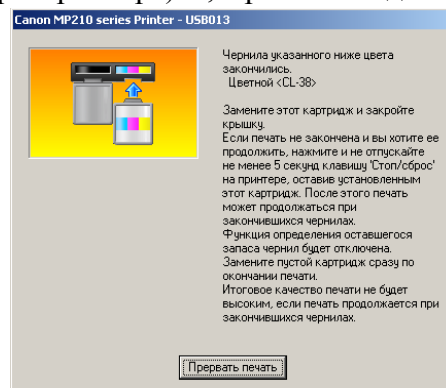 Canon MP210 series Printer - USB013
Чернила указанного ниже цвета
закончились.
Цветной <CL-38>
Замените этот картридж и закройте
крышку.
Если печать не закончена и вы хотите ее
продолжить, нажмите и не отпускайте
не менее 5 секунд клавишу 'Стоп/сброс'
на принтере, оставив установленным
этот картридж. После этого печать
может продолжаться при
закончившихся чернилах.
Функция определения оставшегося
запаса чернил будет отключена.
Замените пустой картридж сразу по
окончании печати.
Итоговое качество печати не будет
высоким, если печать продолжается при
закончившихся чернилах.
Прервать печать